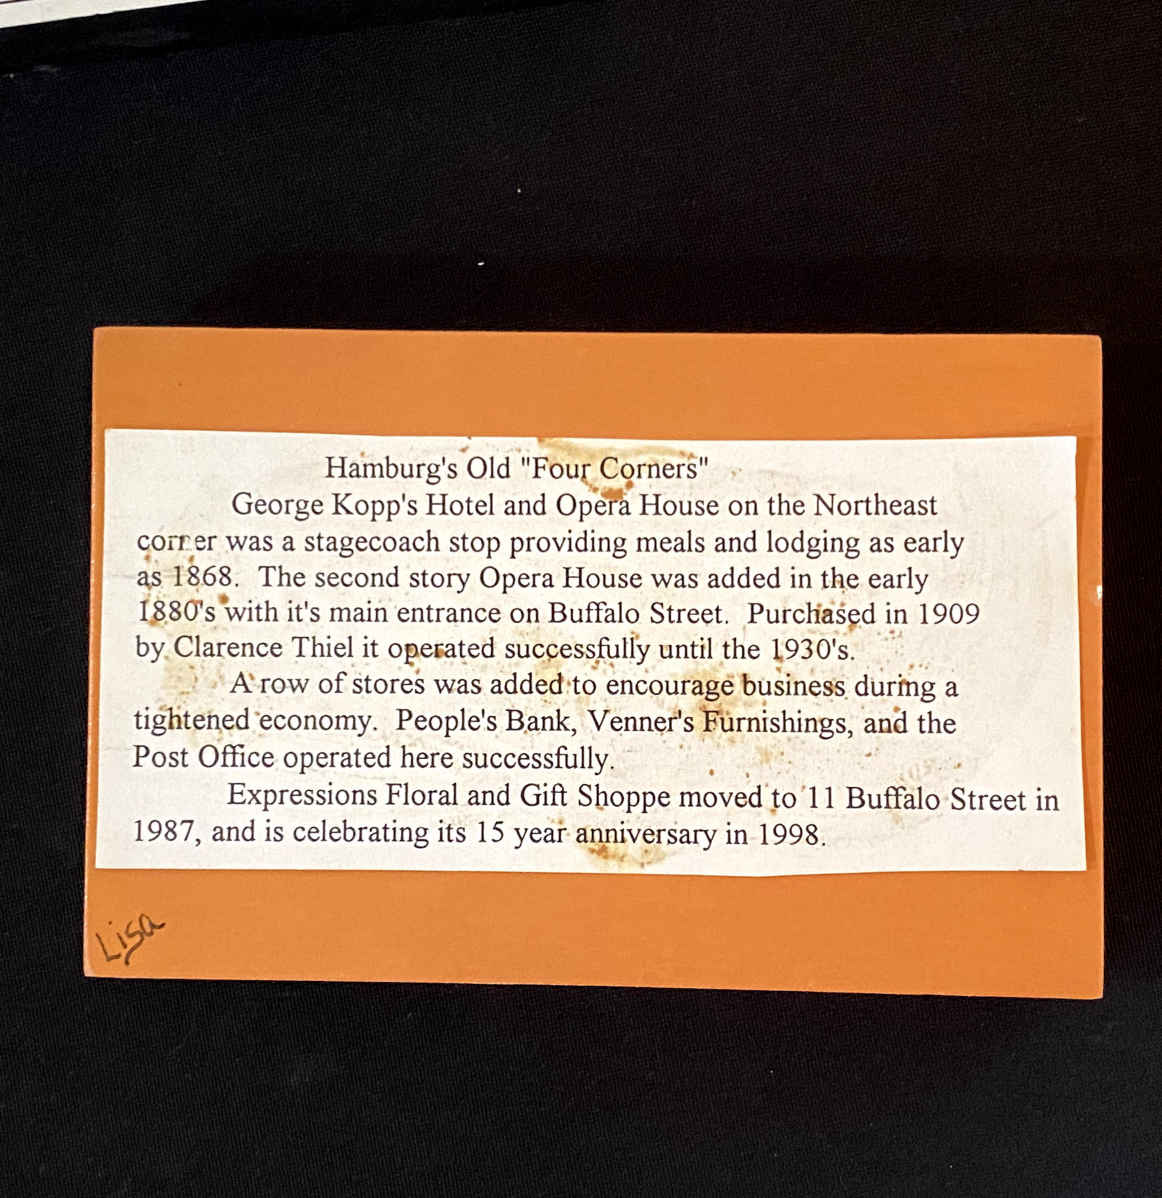 Hamburg's Old "Four Corners"
George Kopp's Hotel and Opera House on the Northeast
corner was a stagecoach stop providing meals and lodging as early
as 1868. The second story Opera House was added in the early
1880's with it's main entrance on Buffalo Street. Purchased in 1909
by Clarence Thiel it operated successfully until the 1930's.
A row of stores was added to encourage business during a
tightened economy. People's Bank, Venner's Furnishings, and the
Post Office operated here successfully.
Expressions Floral and Gift Shoppe moved to 11 Buffalo Street in
1987, and is celebrating its 15 year anniversary in 1998.
Lisa